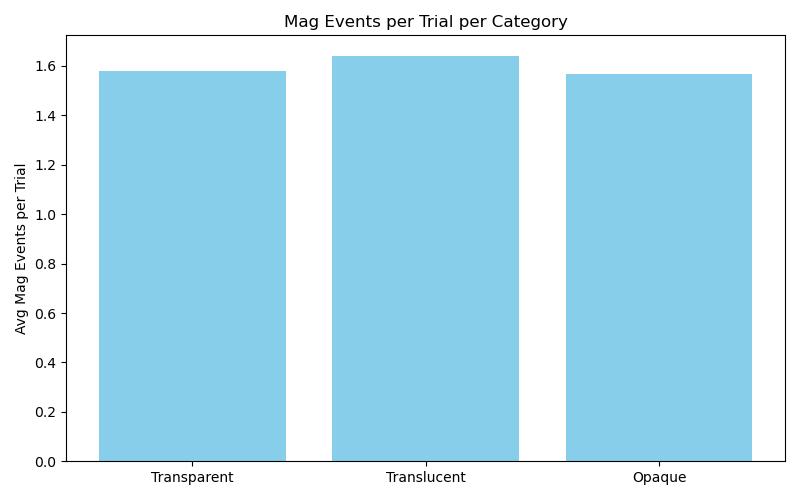 Mag Events per Trial per Category
Avg Mag Events per Trial
1.6
1.4
1.2
1.0
0.8
0.6
0.4
0.2
0.0
Transparent
Translucent
Opaque